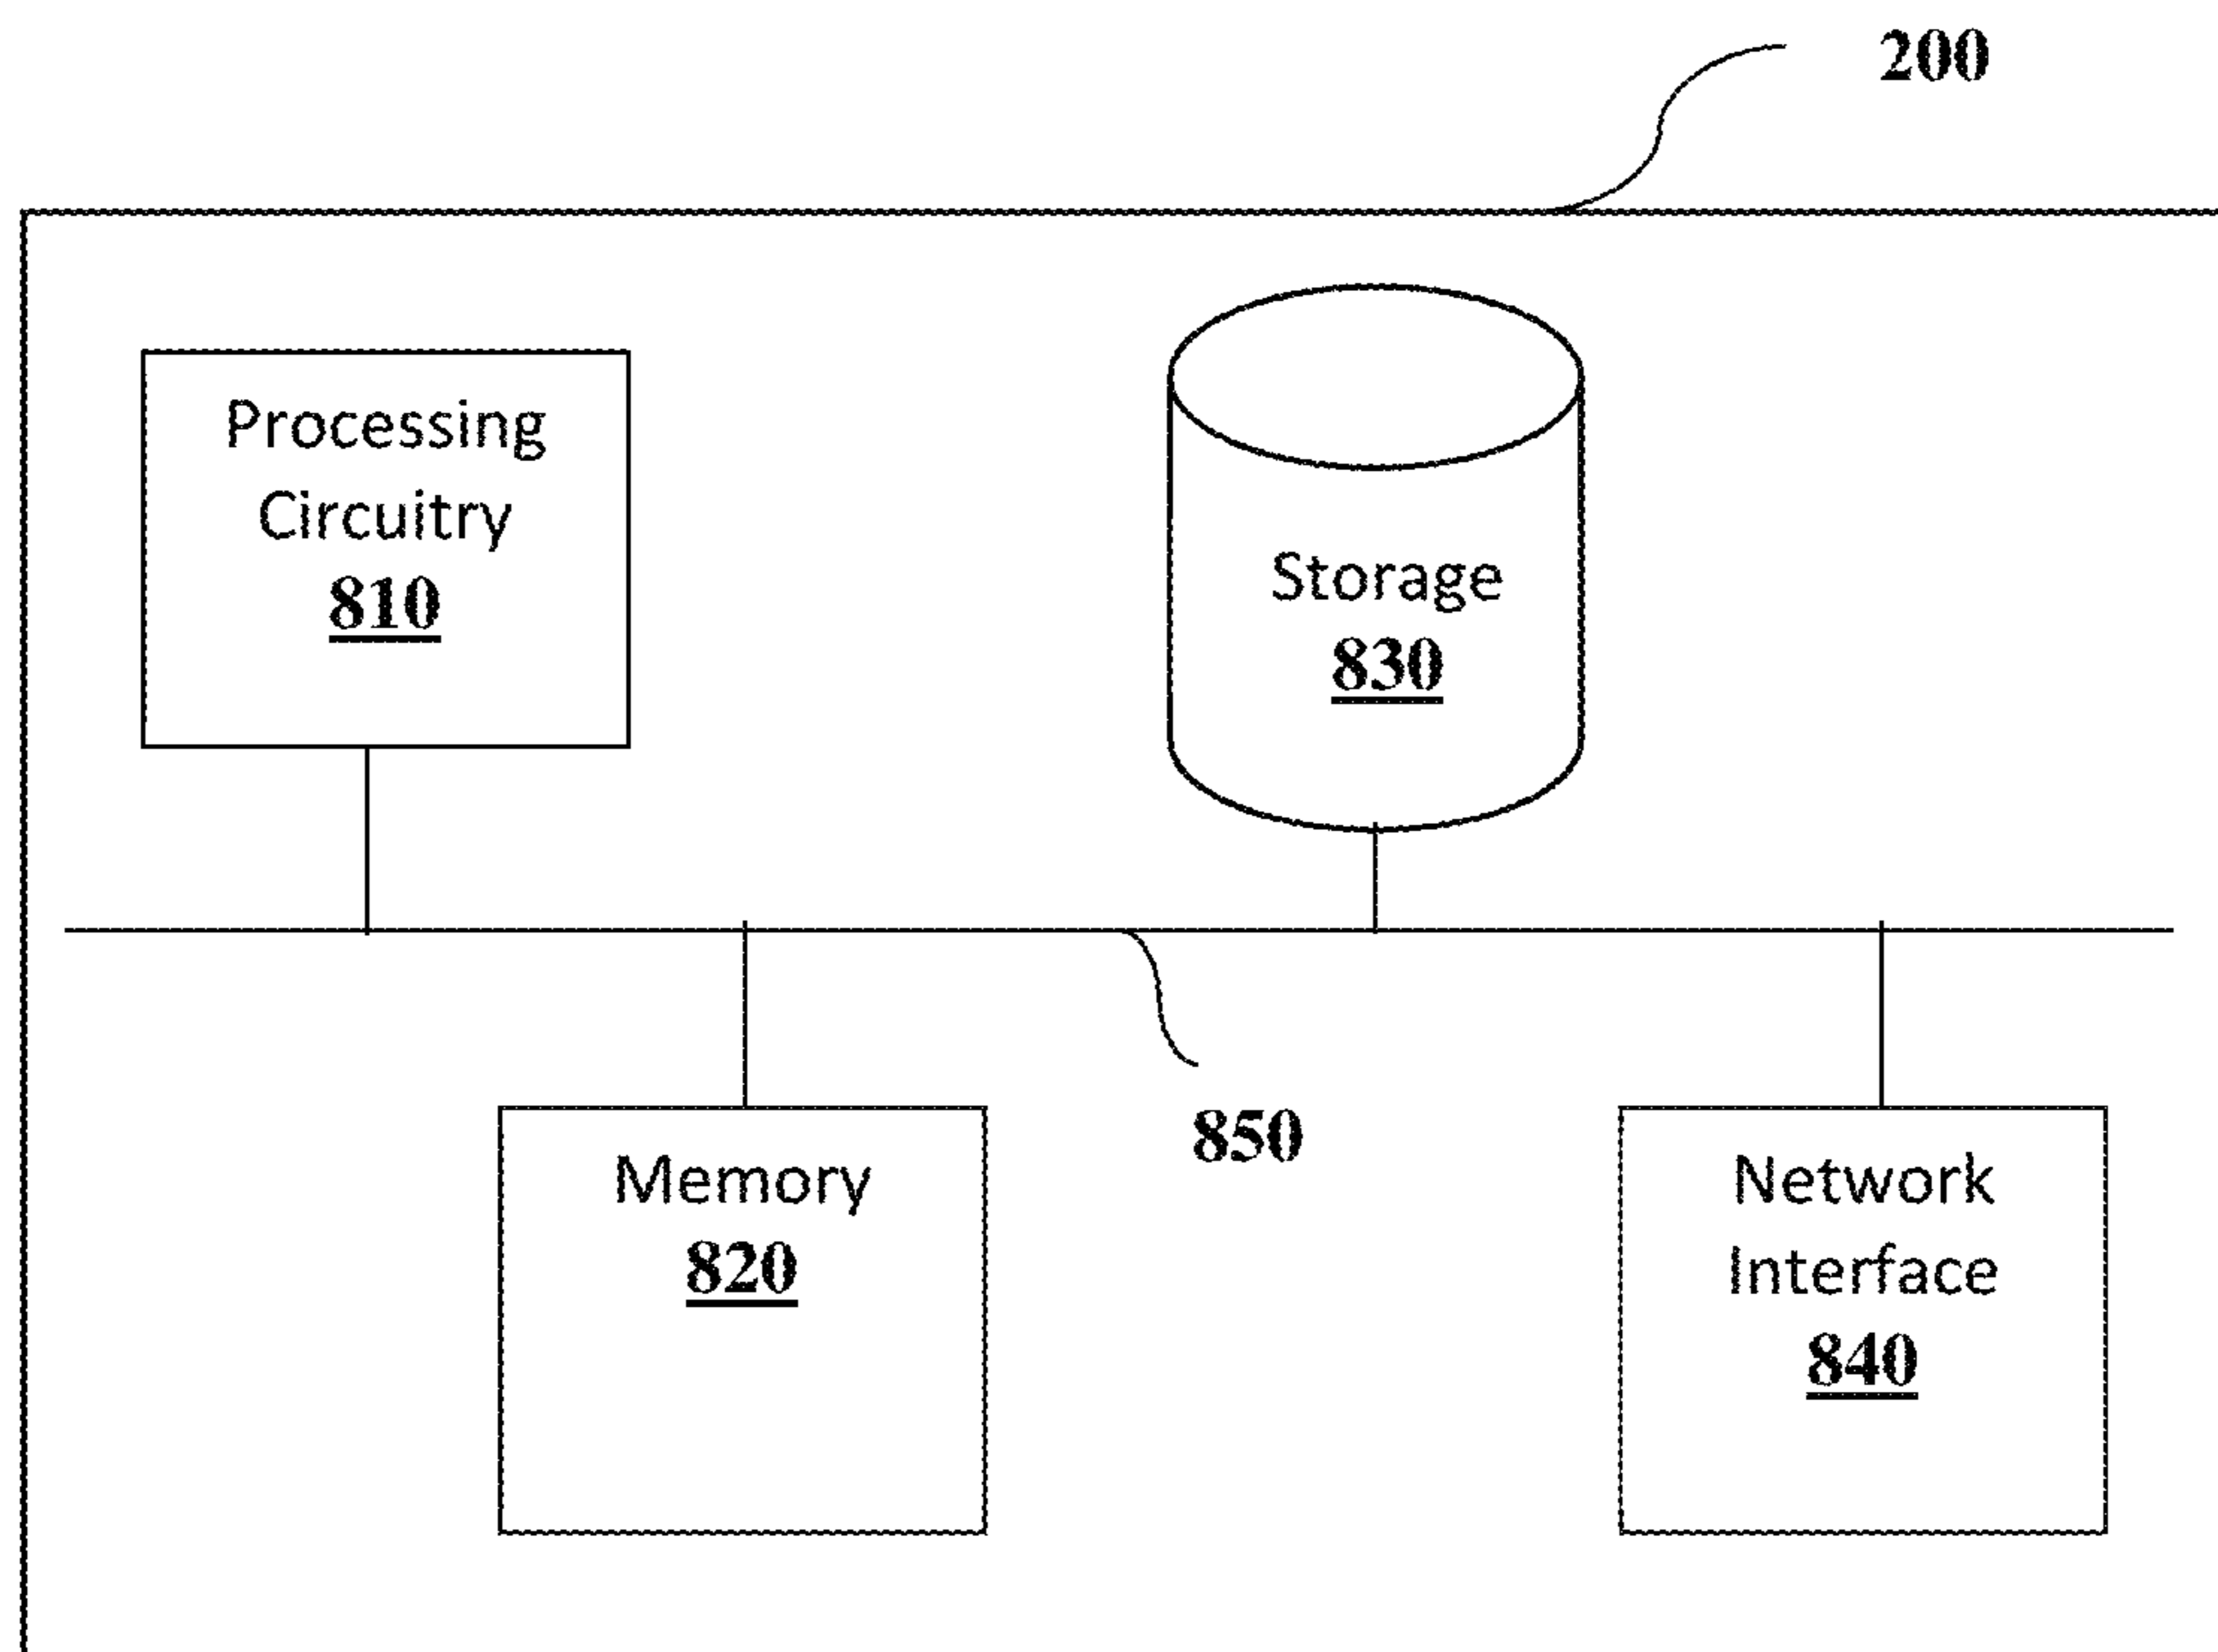 200
Processing
Circuitry
810
Storage
830
850
Memory
820
Network
Interface
840